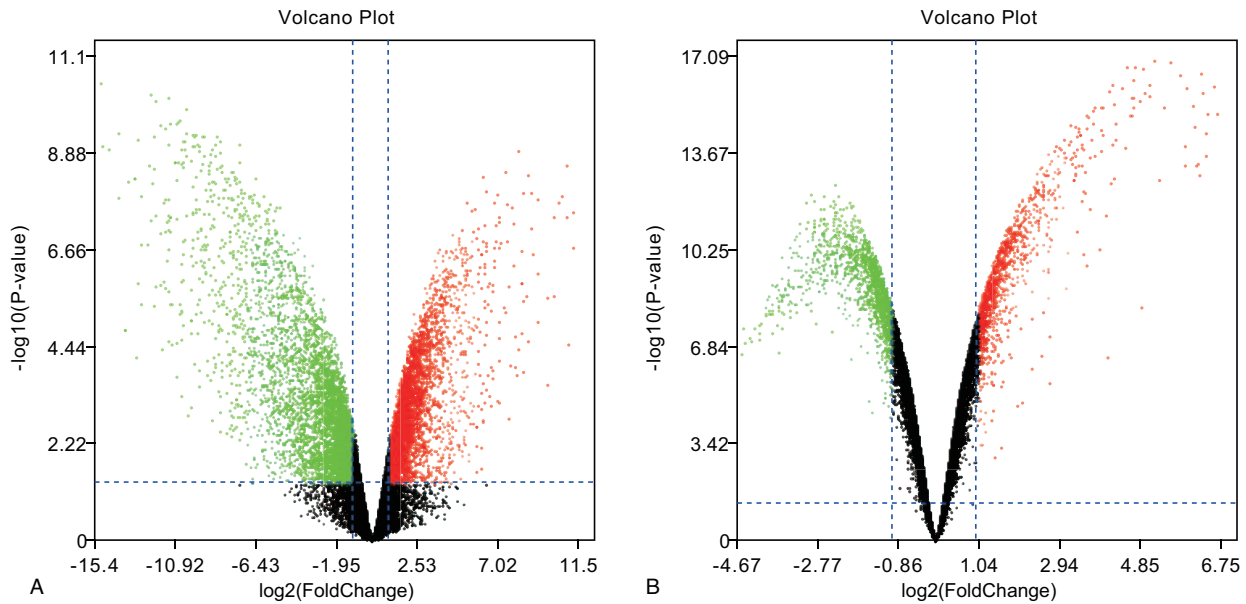 Volcano Plot
11.1
8.88
6.66
4.44
2.22
0
-log10(P-value)
-15.4 -10.92 -6.43 -1.95 2.53 7.02 11.5
log2(FoldChange)
A
Volcano Plot
17.09
13.67
10.25
6.84
3.42
0
-log10(P-value)
-4.67 -2.77 -0.86 1.04 2.94 4.85 6.75
log2(FoldChange)
B